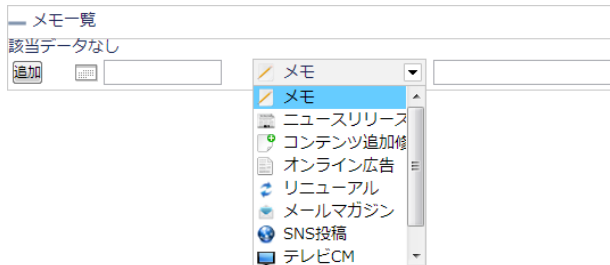 メモ一覧
該当データなし
追加 メモ
メモ
ニュースリリース
コンテンツ追加修
オンライン広告
リニューアル
メールマガジン
SNS投稿
テレビCM